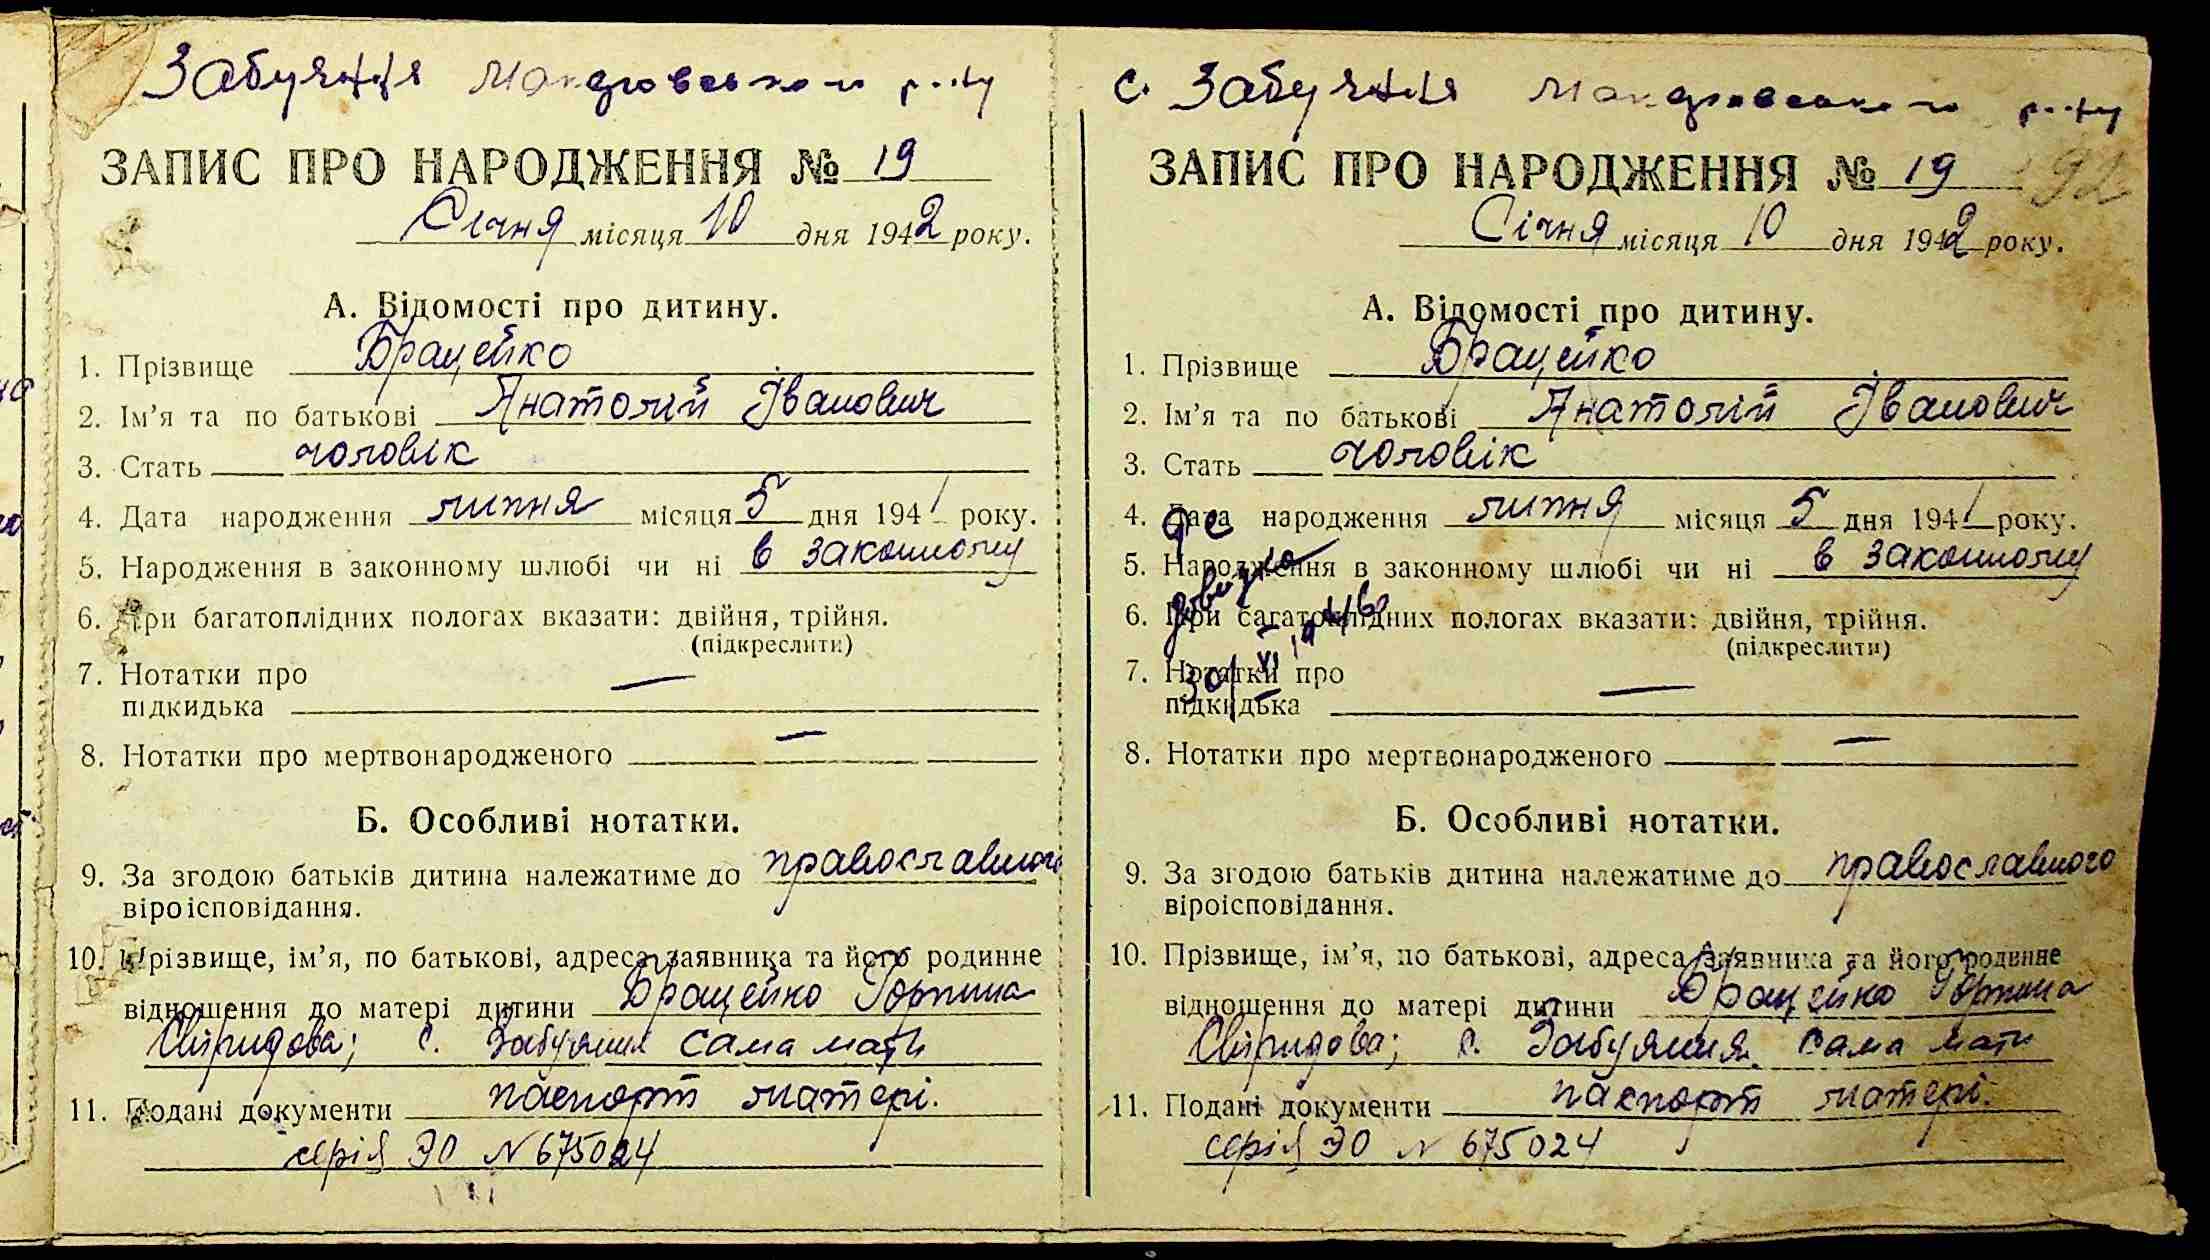 Забуяння Макарівського р-ну
ЗАПИС ПРО НАРОДЖЕННЯ № 19
Січня місяця 10 дня 1942 року.
А. Відомості про дитину.
1. Прізвище Бращейко
2. Ім’я та по батькові Анатолій Іванович
3. Стать чоловік
4. Дата народження липня місяця 5 дня 1941 року.
5. Народження в законному шлюбі чи ні в законному
6. При багатоплідних пологах вказати: двійня, трійня.
(підкреслити)
7. Нотатки про
підкидька —
8. Нотатки про мертвонародженого —
Б. Особливі нотатки.
9. За згодою батьків дитина належатиме до православного
віроісповідання.
10. Прізвище, ім’я, по батькові, адреса заявника та його родинне
відношення до матері дитини Бращейко Горпина
Свиридова; с. Забуяння сама мати
11. Подані документи паспорт матері.
серія ЭО N 675024
с. Забуяння Макарівського р-ну
ЗАПИС ПРО НАРОДЖЕННЯ № 19
192
Січня місяця 10 дня 1942 року.
А. Відомості про дитину.
1. Прізвище Бращейко
2. Ім’я та по батькові Анатолій Іванович
3. Стать чоловік
4. Дата народження липня місяця 5 дня 1941 року.
5. Народження в законному шлюбі чи ні в законному
6. При багатоплідних пологах вказати: двійня, трійня.
(підкреслити)
7. Нотатки про
підкидька —
8. Нотатки про мертвонародженого —
Б. Особливі нотатки.
9. За згодою батьків дитина належатиме до православного
віроісповідання.
10. Прізвище, ім’я, по батькові, адреса заявника та його родинне
відношення до матері дитини Бращейко Горпина
Свиридова; с. Забуяння. сама мати
11. Подані документи паспорт матері.
серія ЭО N 675024